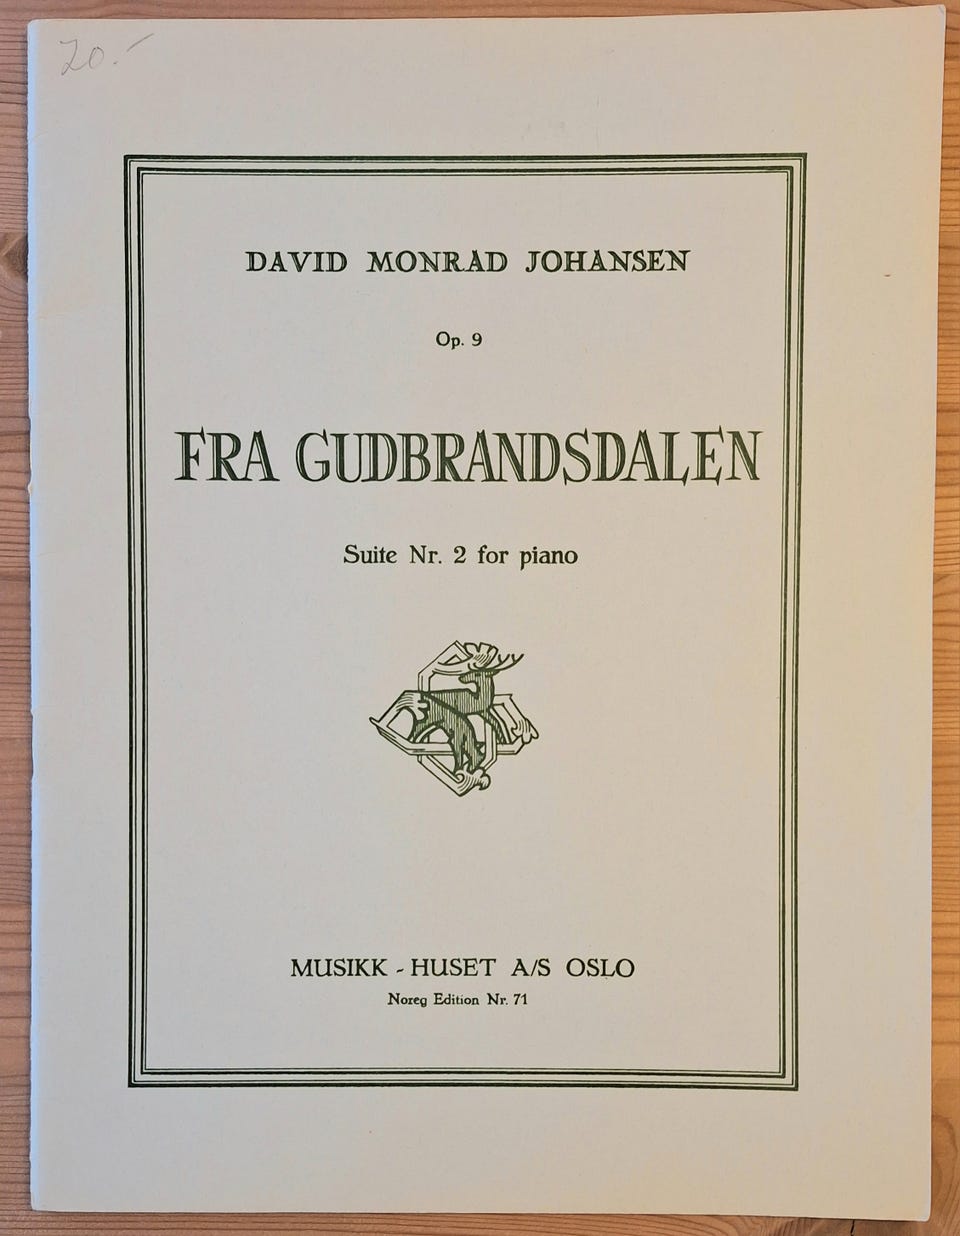 20.-
DAVID MONRAD JOHANSEN
Op. 9
FRA GUDBRANDSDALEN
Suite Nr. 2 for piano
MUSIKK - HUSET A/S OSLO
Noreg Edition Nr. 71